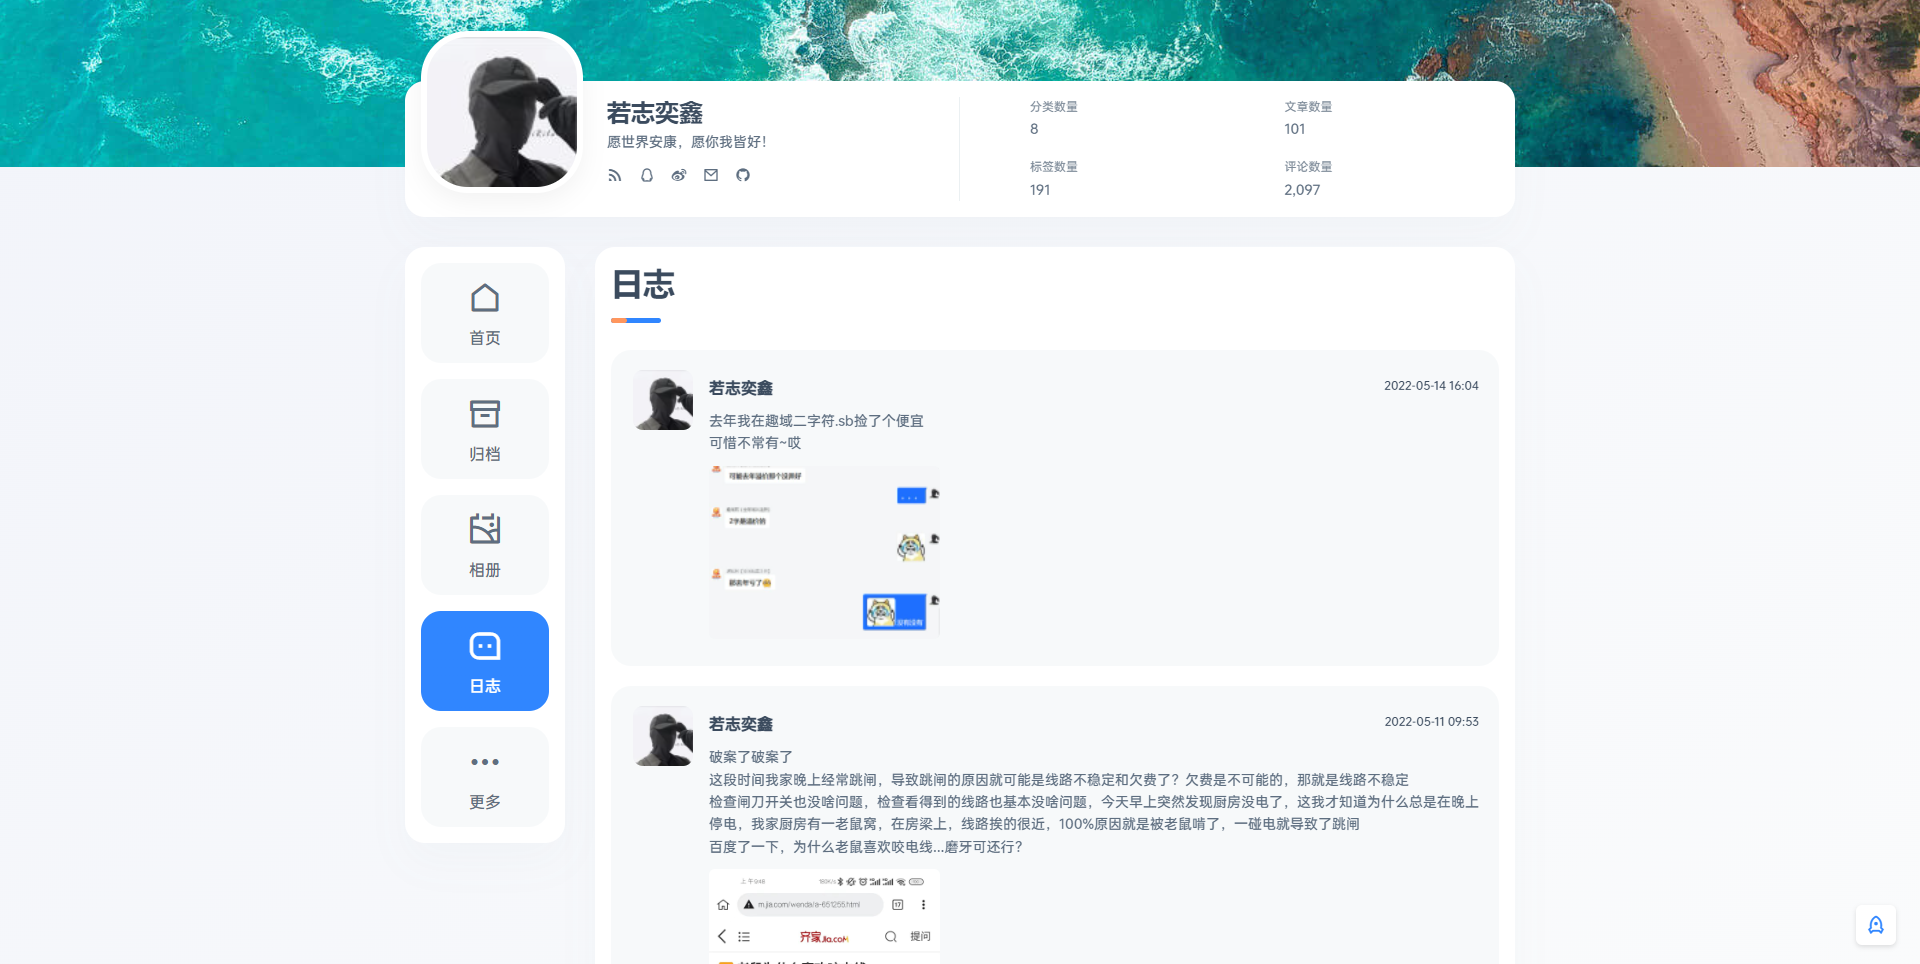 若志奕鑫
愿世界安康，愿你我皆好！
分类数量
8
文章数量
101
标签数量
191
评论数量
2,097
首页
归档
相册
日志
更多
日志
若志奕鑫
2022-05-14 16:04
去年我在趣域二字符.sb捡了个便宜
可惜不常有~哎
若志奕鑫
2022-05-11 09:53
破案了破案了
这段时间我家晚上经常跳闸，导致跳闸的原因就可能是线路不稳定和欠费了？欠费是不可能的，那就是线路不稳定
检查闸刀开关也没啥问题，检查看得到的线路也基本没啥问题，今天早上突然发现厨房没电了，这我才知道为什么总是在晚上
停电，我家厨房有一老鼠窝，在房梁上，线路挨的很近，100%原因就是被老鼠啃了，一碰电就导致了跳闸
百度了一下，为什么老鼠喜欢咬电线...磨牙可还行？
m.jia.com/wenda/a-651255.html
17
齐家 Jia.com
提问